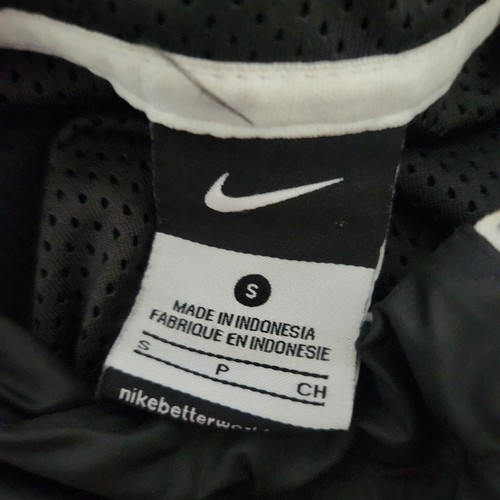 S
MADE IN INDONESIA
FABRIQUE EN INDONESIE
S P CH